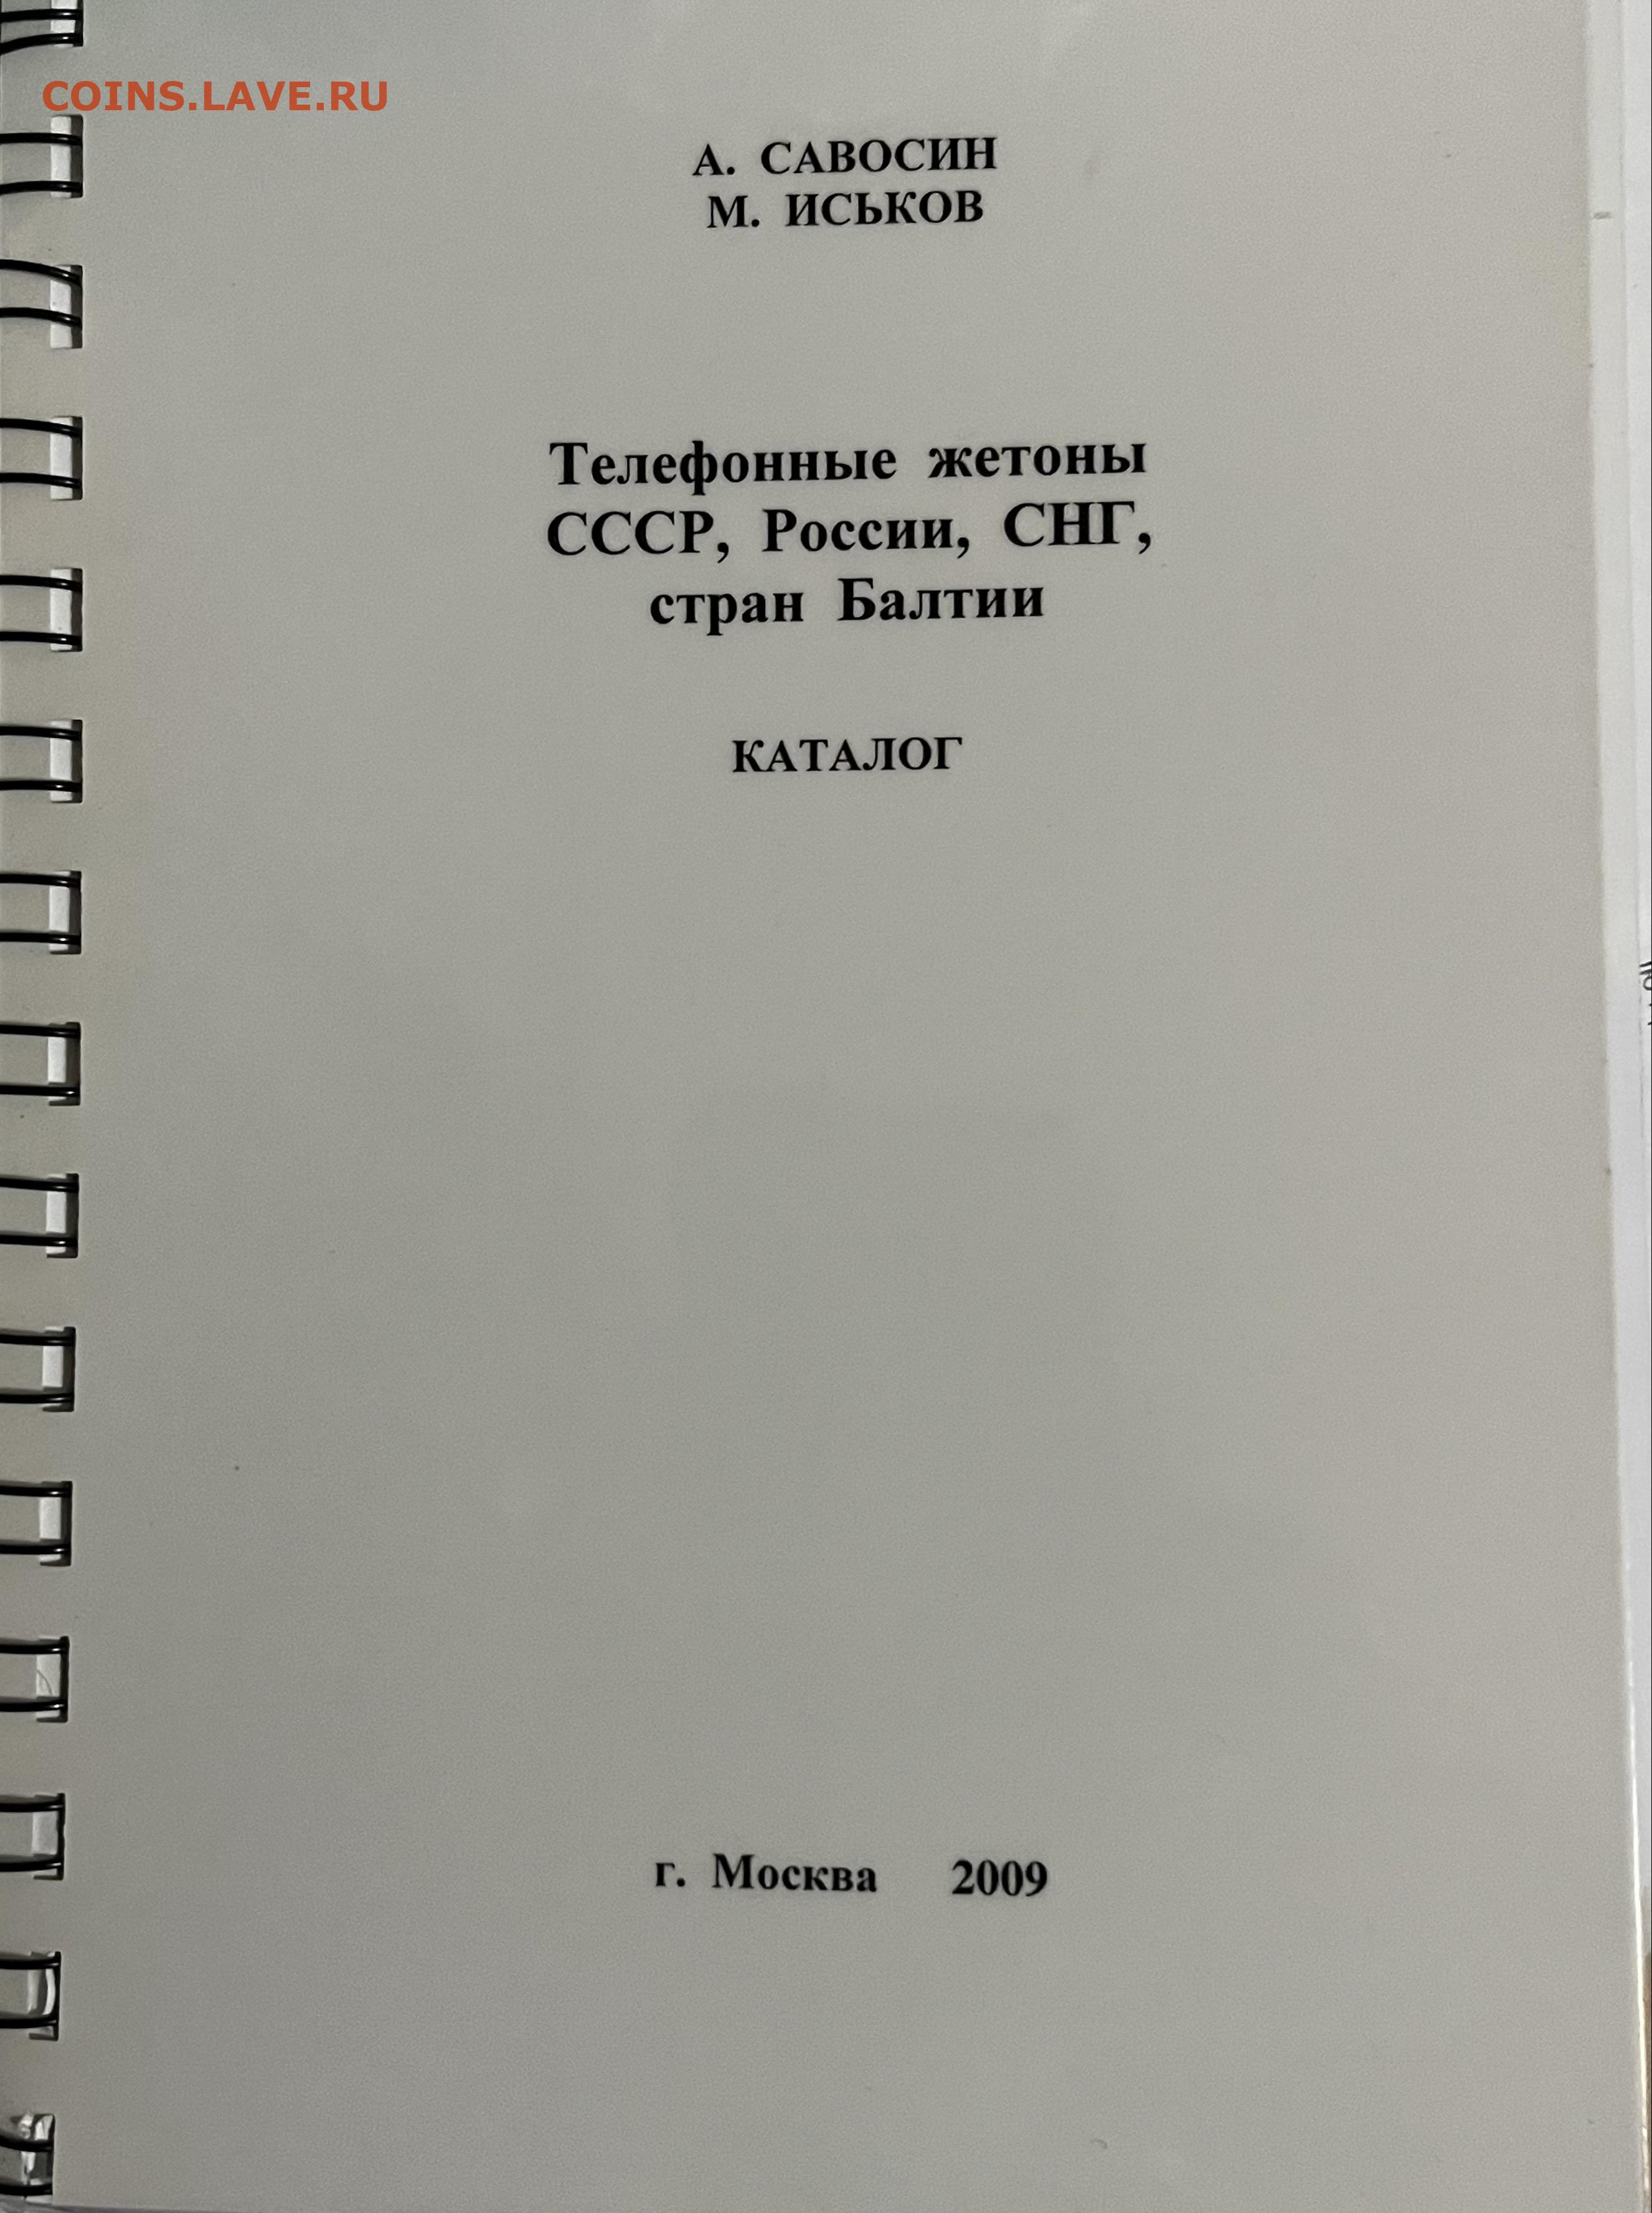 COINS.LAVE.RU
А. САВОСИН
М. ИСЬКОВ
Телефонные жетоны
СССР, России, СНГ,
стран Балтии
КАТАЛОГ
г. Москва 2009